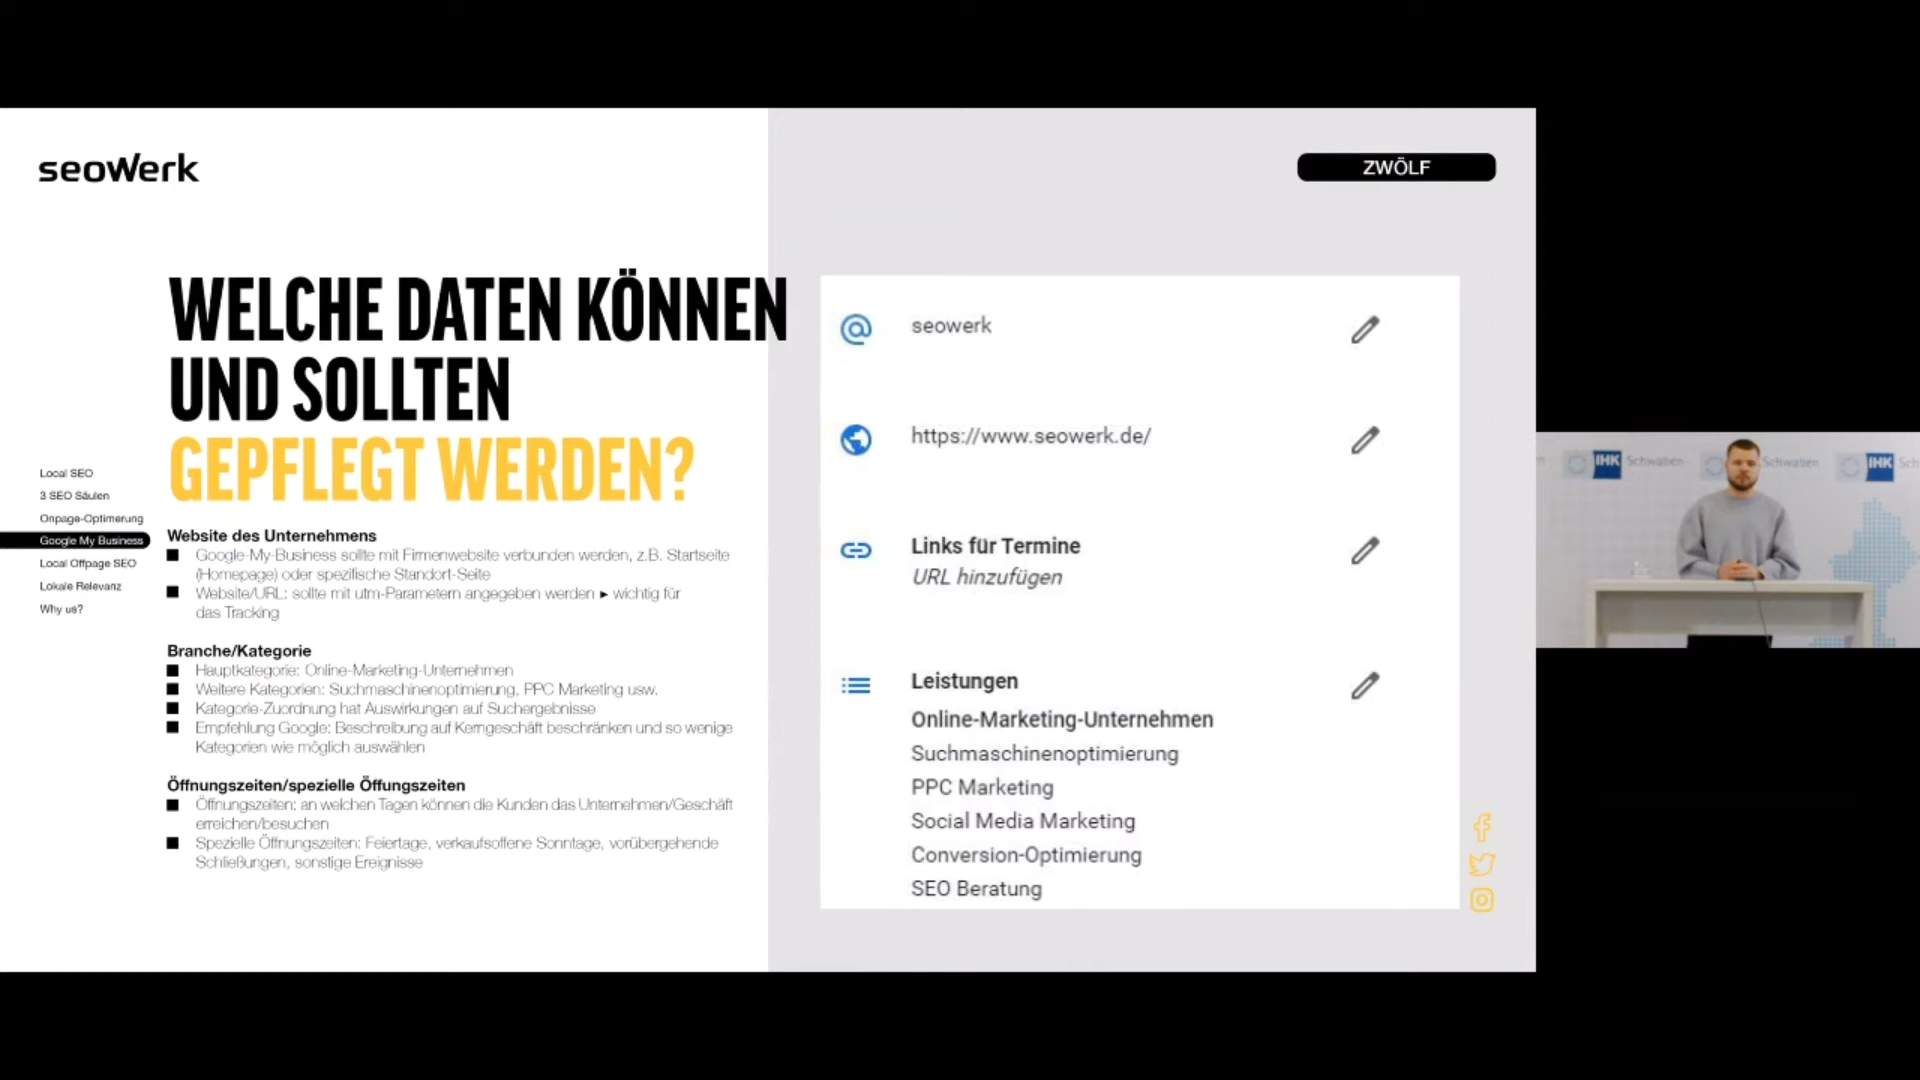 seoWerk
ZWÖLF
WELCHE DATEN KÖNNEN
UND SOLLTEN
GEPFLEGT WERDEN?
Local SEO
3 SEO Säulen
Onpage-Optimerung
Google My Business
Local Offpage SEO
Lokale Relevanz
Why us?
Website des Unternehmens
Google-My-Business sollte mit Firmenwebsite verbunden werden, z.B. Startseite
(Homepage) oder spezifische Standort-Seite
Website/URL: sollte mit utm-Parametern angegeben werden ▸ wichtig für
das Tracking
Branche/Kategorie
Hauptkategorie: Online-Marketing-Unternehmen
Weitere Kategorien: Suchmaschinenoptimierung, PPC Marketing usw.
Kategorie-Zuordnung hat Auswirkungen auf Suchergebnisse
Empfehlung Google: Beschreibung auf Kerngeschäft beschränken und so wenige
Kategorien wie möglich auswählen
Öffnungszeiten/spezielle Öffungszeiten
Öffnungszeiten: an welchen Tagen können die Kunden das Unternehmen/Geschäft
erreichen/besuchen
Spezielle Öffnungszeiten: Feiertage, verkaufsoffene Sonntage, vorübergehende
Schließungen, sonstige Ereignisse
seowerk
https://www.seowerk.de/
Links für Termine
URL hinzufügen
Leistungen
Online-Marketing-Unternehmen
Suchmaschinenoptimierung
PPC Marketing
Social Media Marketing
Conversion-Optimierung
SEO Beratung
IHK Schwaben
Schwaben
IHK Sch